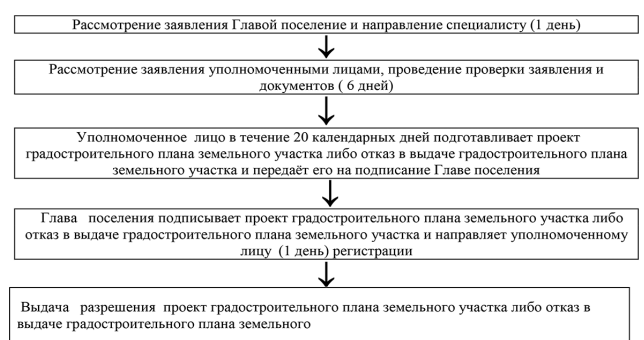 Рассмотрение заявления Главой поселение и направление специалисту (1 день)
Рассмотрение заявления уполномоченными лицами, проведение проверки заявления и
документов ( 6 дней)
Уполномоченное лицо в течение 20 календарных дней подготавливает проект
градостроительного плана земельного участка либо отказ в выдаче градостроительного плана
земельного участка и передаёт его на подписание Главе поселения
Глава поселения подписывает проект градостроительного плана земельного участка либо
отказ в выдаче градостроительного плана земельного участка и направляет уполномоченному
лицу (1 день) регистрации
Выдача разрешения проект градостроительного плана земельного участка либо отказ в
выдаче градостроительного плана земельного